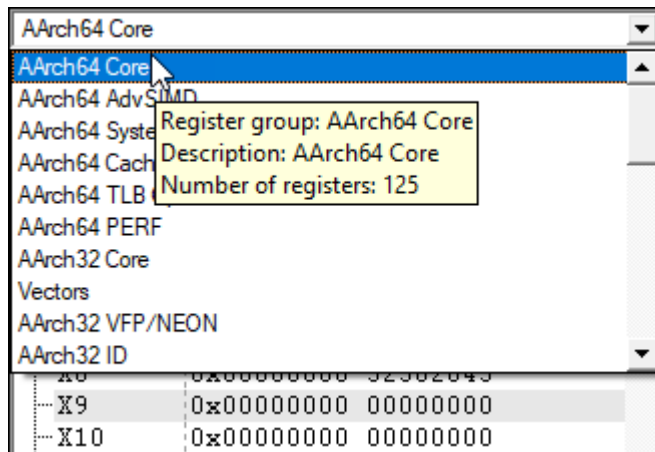 AArch64 Core
AArch64 Core
AArch64 AdvSIMD
AArch64 Syste
AArch64 Cach
AArch64 TLB
AArch64 PERF
AArch32 Core
Vectors
AArch32 VFP/NEON
AArch32 ID
Register group: AArch64 Core
Description: AArch64 Core
Number of registers: 125
X9 0x00000000 00000000
X10 0x00000000 00000000